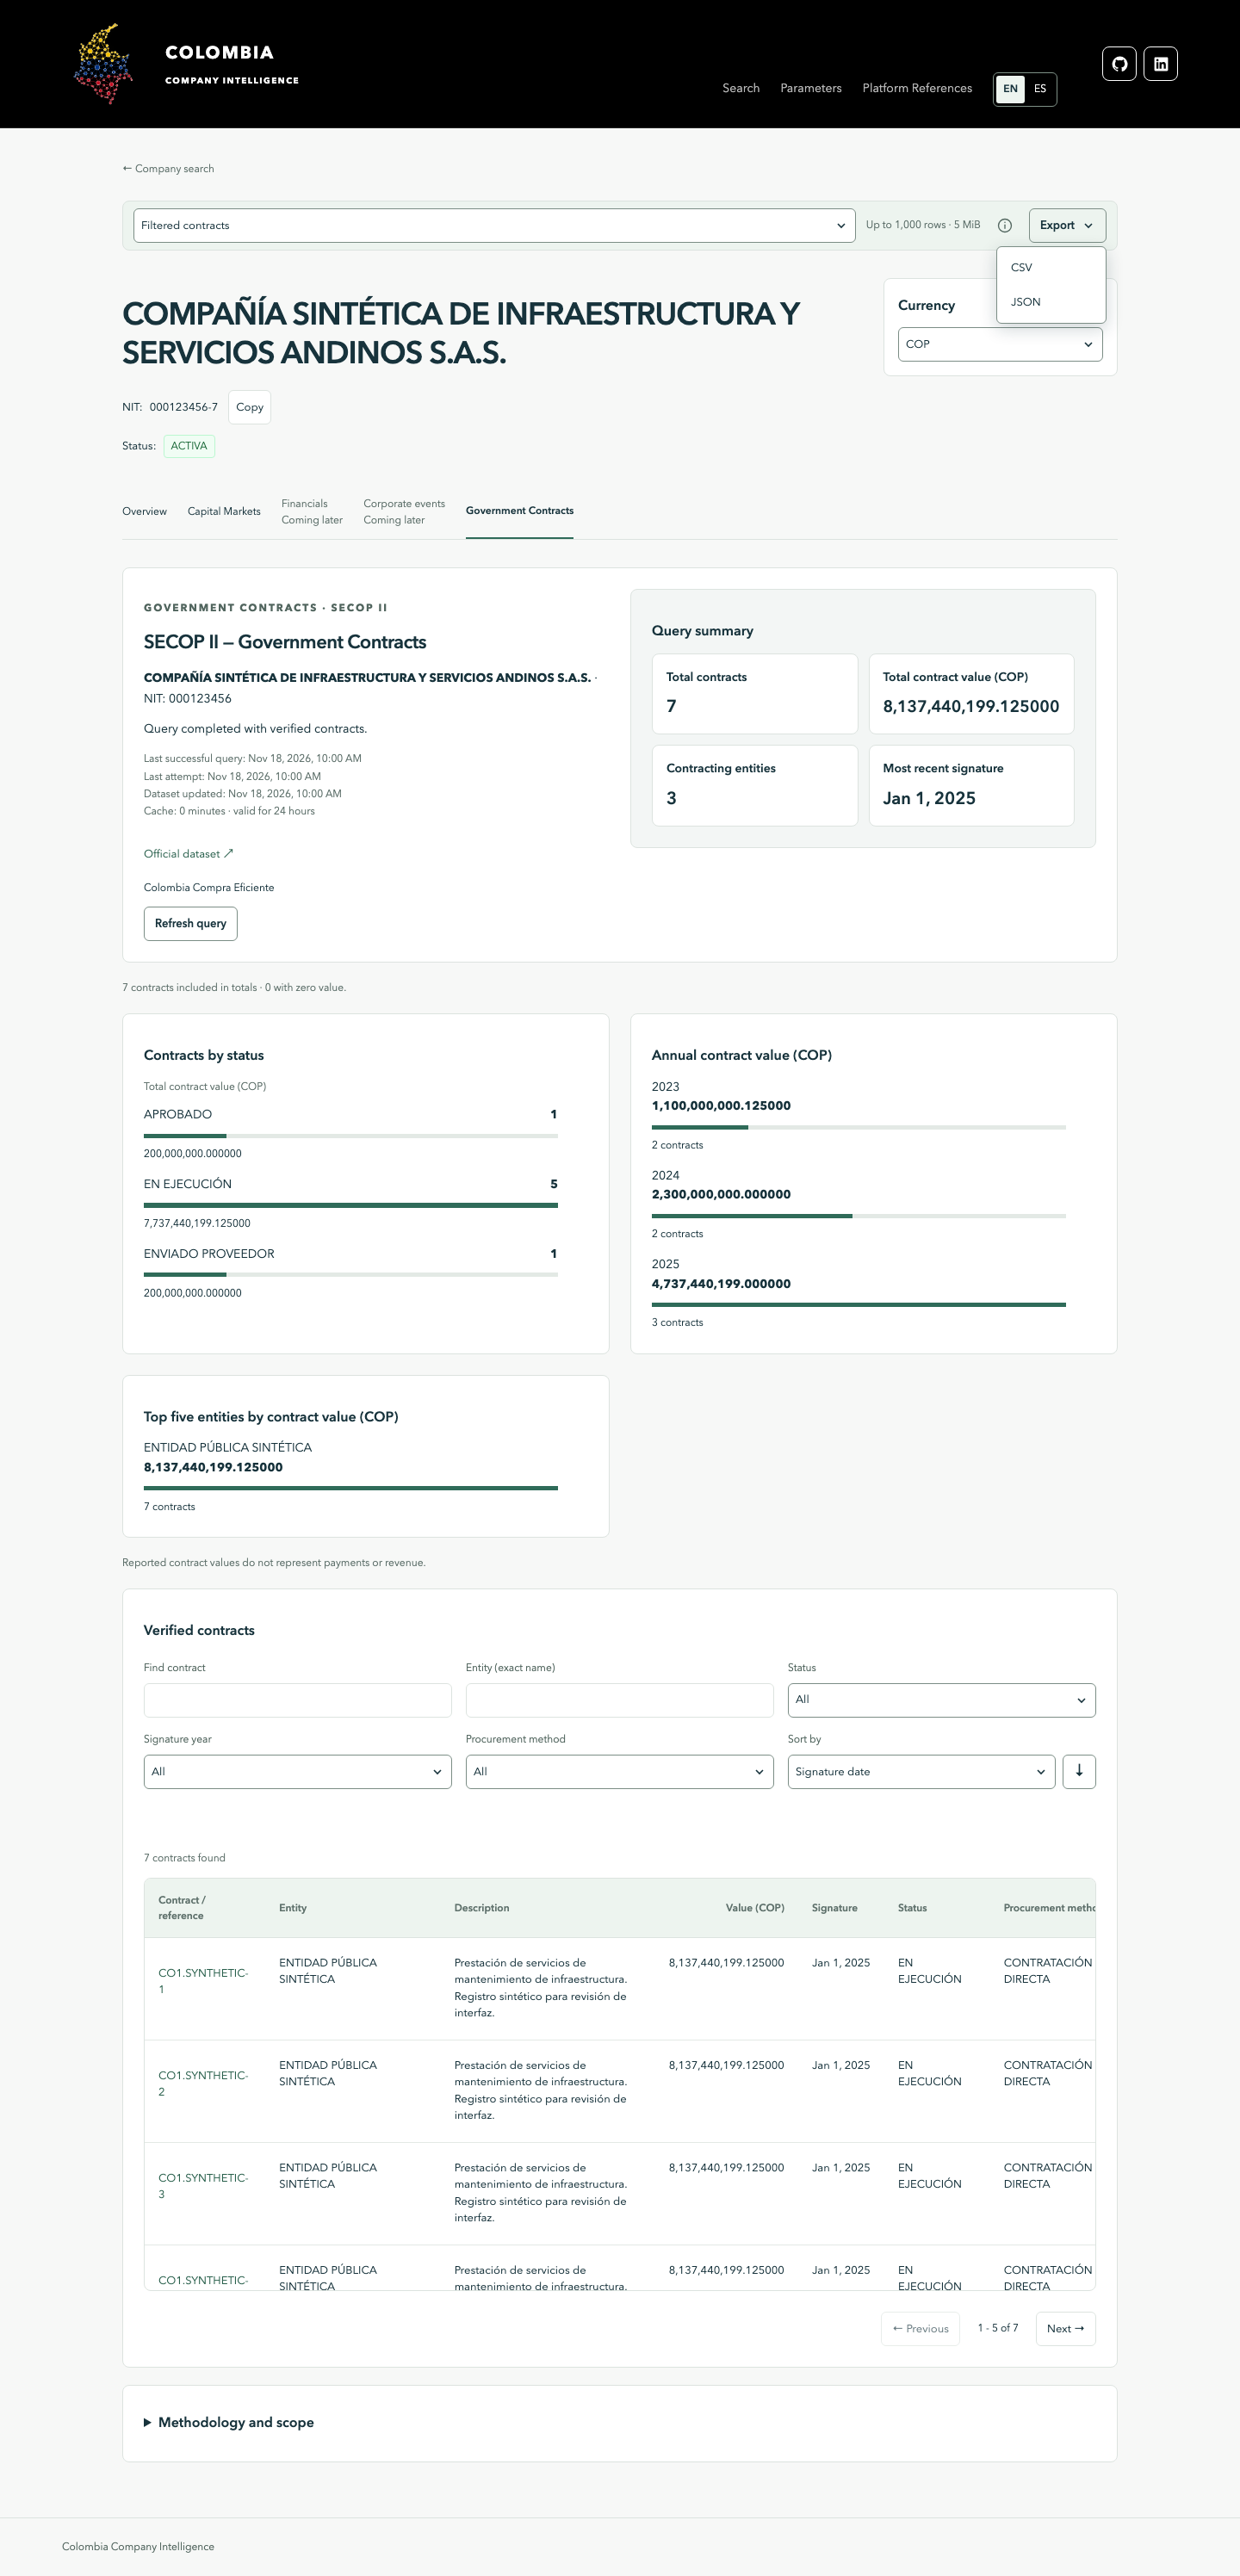 COLOMBIA
COMPANY INTELLIGENCE
Search
Parameters
Platform References
EN
ES
← Company search
Filtered contracts
Up to 1,000 rows · 5 MiB
Export
CSV
JSON
COMPAÑÍA SINTÉTICA DE INFRAESTRUCTURA Y
SERVICIOS ANDINOS S.A.S.
Currency
COP
NIT: 000123456-7
Copy
Status: ACTIVA
Overview
Capital Markets
Financials
Coming later
Corporate events
Coming later
Government Contracts
GOVERNMENT CONTRACTS · SECOP II
SECOP II – Government Contracts
COMPAÑÍA SINTÉTICA DE INFRAESTRUCTURA Y SERVICIOS ANDINOS S.A.S. ·
NIT: 000123456
Query completed with verified contracts.
Last successful query: Nov 18, 2026, 10:00 AM
Last attempt: Nov 18, 2026, 10:00 AM
Dataset updated: Nov 18, 2026, 10:00 AM
Cache: 0 minutes · valid for 24 hours
Official dataset ↗
Colombia Compra Eficiente
Refresh query
Query summary
Total contracts
7
Total contract value (COP)
8,137,440,199.125000
Contracting entities
3
Most recent signature
Jan 1, 2025
7 contracts included in totals · 0 with zero value.
Contracts by status
Total contract value (COP)
APROBADO 1
200,000,000.000000
EN EJECUCIÓN 5
7,737,440,199.125000
ENVIADO PROVEEDOR 1
200,000,000.000000
Annual contract value (COP)
2023
1,100,000,000.125000
2 contracts
2024
2,300,000,000.000000
2 contracts
2025
4,737,440,199.000000
3 contracts
Top five entities by contract value (COP)
ENTIDAD PÚBLICA SINTÉTICA
8,137,440,199.125000
7 contracts
Reported contract values do not represent payments or revenue.
Verified contracts
Find contract
Entity (exact name)
Status
All
Signature year
All
Procurement method
All
Sort by
Signature date
↓
7 contracts found
Contract /
reference
Entity
Description
Value (COP)
Signature
Status
Procurement metho
CO1.SYNTHETIC-
1
ENTIDAD PÚBLICA
SINTÉTICA
Prestación de servicios de
mantenimiento de infraestructura.
Registro sintético para revisión de
interfaz.
8,137,440,199.125000
Jan 1, 2025
EN
EJECUCIÓN
CONTRATACIÓN
DIRECTA
CO1.SYNTHETIC-
2
ENTIDAD PÚBLICA
SINTÉTICA
Prestación de servicios de
mantenimiento de infraestructura.
Registro sintético para revisión de
interfaz.
8,137,440,199.125000
Jan 1, 2025
EN
EJECUCIÓN
CONTRATACIÓN
DIRECTA
CO1.SYNTHETIC-
3
ENTIDAD PÚBLICA
SINTÉTICA
Prestación de servicios de
mantenimiento de infraestructura.
Registro sintético para revisión de
interfaz.
8,137,440,199.125000
Jan 1, 2025
EN
EJECUCIÓN
CONTRATACIÓN
DIRECTA
CO1.SYNTHETIC-
ENTIDAD PÚBLICA
SINTÉTICA
Prestación de servicios de
mantenimiento de infraestructura.
8,137,440,199.125000
Jan 1, 2025
EN
EJECUCIÓN
CONTRATACIÓN
DIRECTA
← Previous
1 - 5 of 7
Next →
Methodology and scope
Colombia Company Intelligence